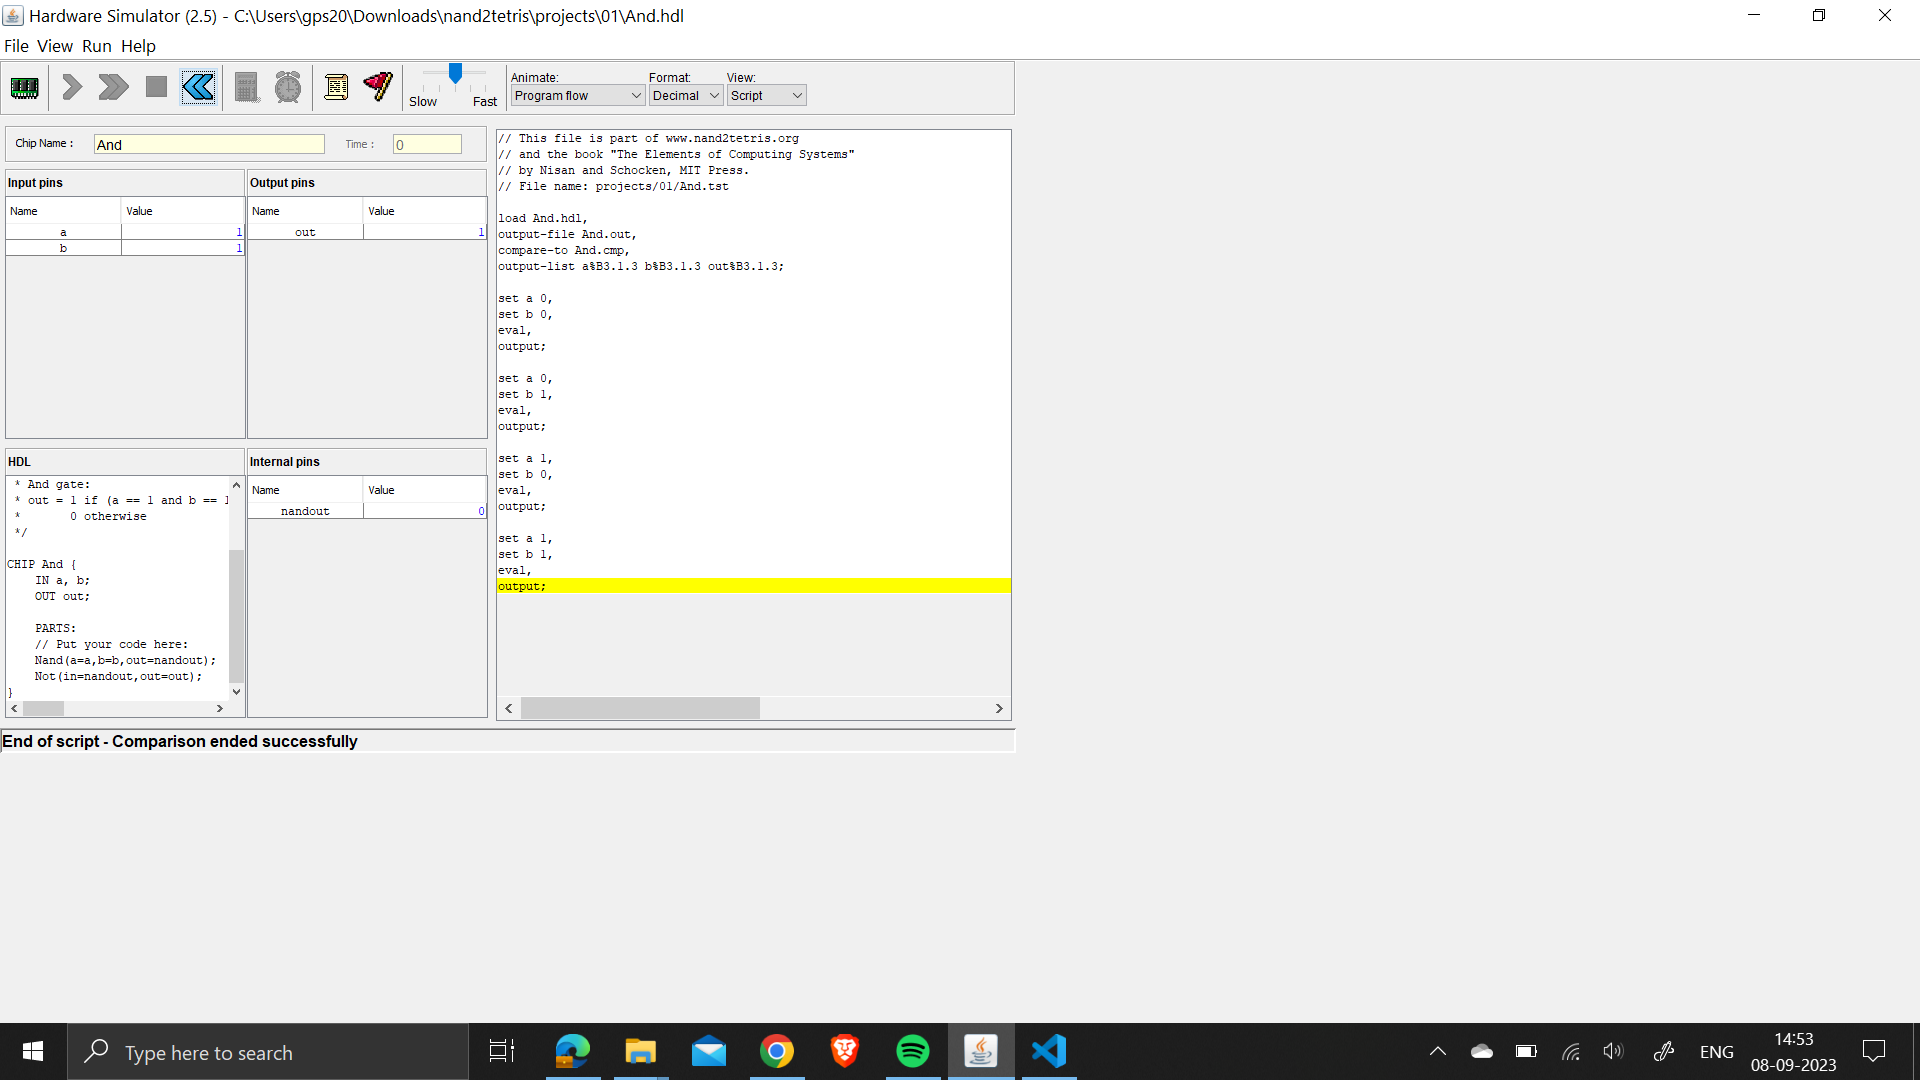 Hardware Simulator (2.5) - C:\Users\gps20\Downloads\nand2tetris\projects\01\And.hdl
File View Run Help
Slow Fast
Animate: Format: View:
Program flow Decimal Script
Chip Name : And Time : 0
Input pins
Name Value
a 1
b 1
Output pins
Name Value
out 1
HDL
* And gate:
* out = 1 if (a == 1 and b == 1
*       0 otherwise
*/
CHIP And {
IN a, b;
OUT out;
PARTS:
// Put your code here:
Nand(a=a,b=b,out=nandout);
Not(in=nandout,out=out);
}
Internal pins
Name Value
nandout 0
// This file is part of www.nand2tetris.org
// and the book "The Elements of Computing Systems"
// by Nisan and Schocken, MIT Press.
// File name: projects/01/And.tst
load And.hdl,
output-file And.out,
compare-to And.cmp,
output-list a%B3.1.3 b%B3.1.3 out%B3.1.3;
set a 0,
set b 0,
eval,
output;
set a 0,
set b 1,
eval,
output;
set a 1,
set b 0,
eval,
output;
set a 1,
set b 1,
eval,
output;
End of script - Comparison ended successfully
Type here to search
ENG
14:53
08-09-2023